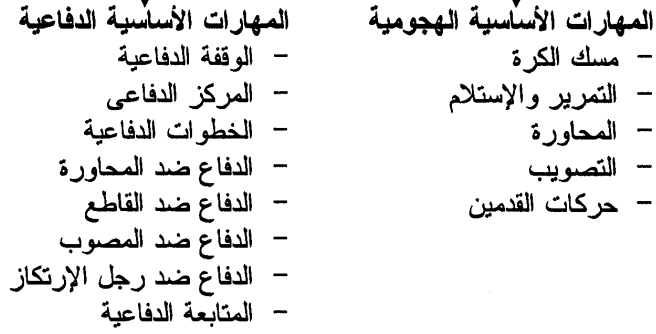 المهارات الأساسية الهجومية
- مسك الكرة
- التمرير والإستلام
- المحاورة
- التصويب
- حركات القدمين
المهارات الأساسية الدفاعية
- الوقفة الدفاعية
- المركز الدفاعى
- الخطوات الدفاعية
- الدفاع ضد المحاورة
- الدفاع ضد القاطع
- الدفاع ضد المصوب
- الدفاع ضد رجل الإرتكاز
- المتابعة الدفاعية